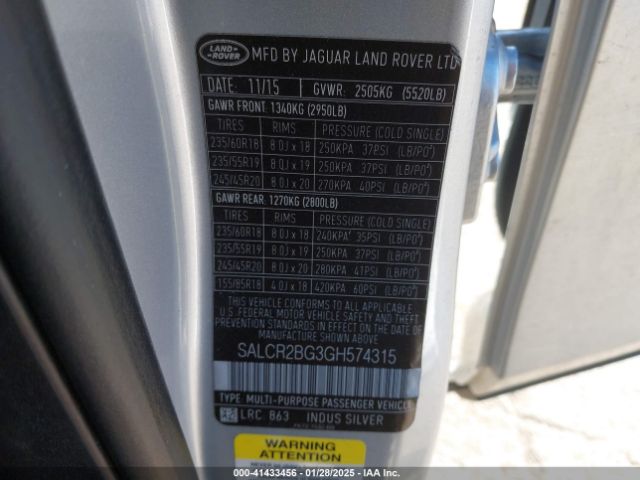 LAND-
ROVER
MFD BY JAGUAR LAND ROVER LTD
DATE: 11/15 GVWR: 2505KG (5520LB)
GAWR FRONT: 1340KG (2950LB)
TIRES RIMS PRESSURE (COLD SINGLE)
235/60R18 8.0J x 18 250KPA 37PSI (LB/PO²)
235/55R19 8.0J x 19 250KPA 37PSI (LB/PO²)
245/45R20 8.0J x 20 270KPA 40PSI (LB/PO²)
GAWR REAR: 1270KG (2800LB)
TIRES RIMS PRESSURE (COLD SINGLE)
235/60R18 8.0J x 18 240KPA 35PSI (LB/PO²)
235/55R19 8.0J x 19 250KPA 37PSI (LB/PO²)
245/45R20 8.0J x 20 280KPA 41PSI (LB/PO²)
155/85R18 4.0J x 18 420KPA 60PSI (LB/PO²)
THIS VEHICLE CONFORMS TO ALL APPLICABLE
U.S. FEDERAL MOTOR VEHICLE SAFETY STANDARDS
IN EFFECT ON THE DATE OF MANUFACTURE SHOWN ABOVE
SALCR2BG3GH574315
TYPE: MULTI-PURPOSE PASSENGER VEHICLE
LRC 863 INDUS SILVER
WARNING
ATTENTION
000-41433456 - 01/28/2025 - IAAI.com